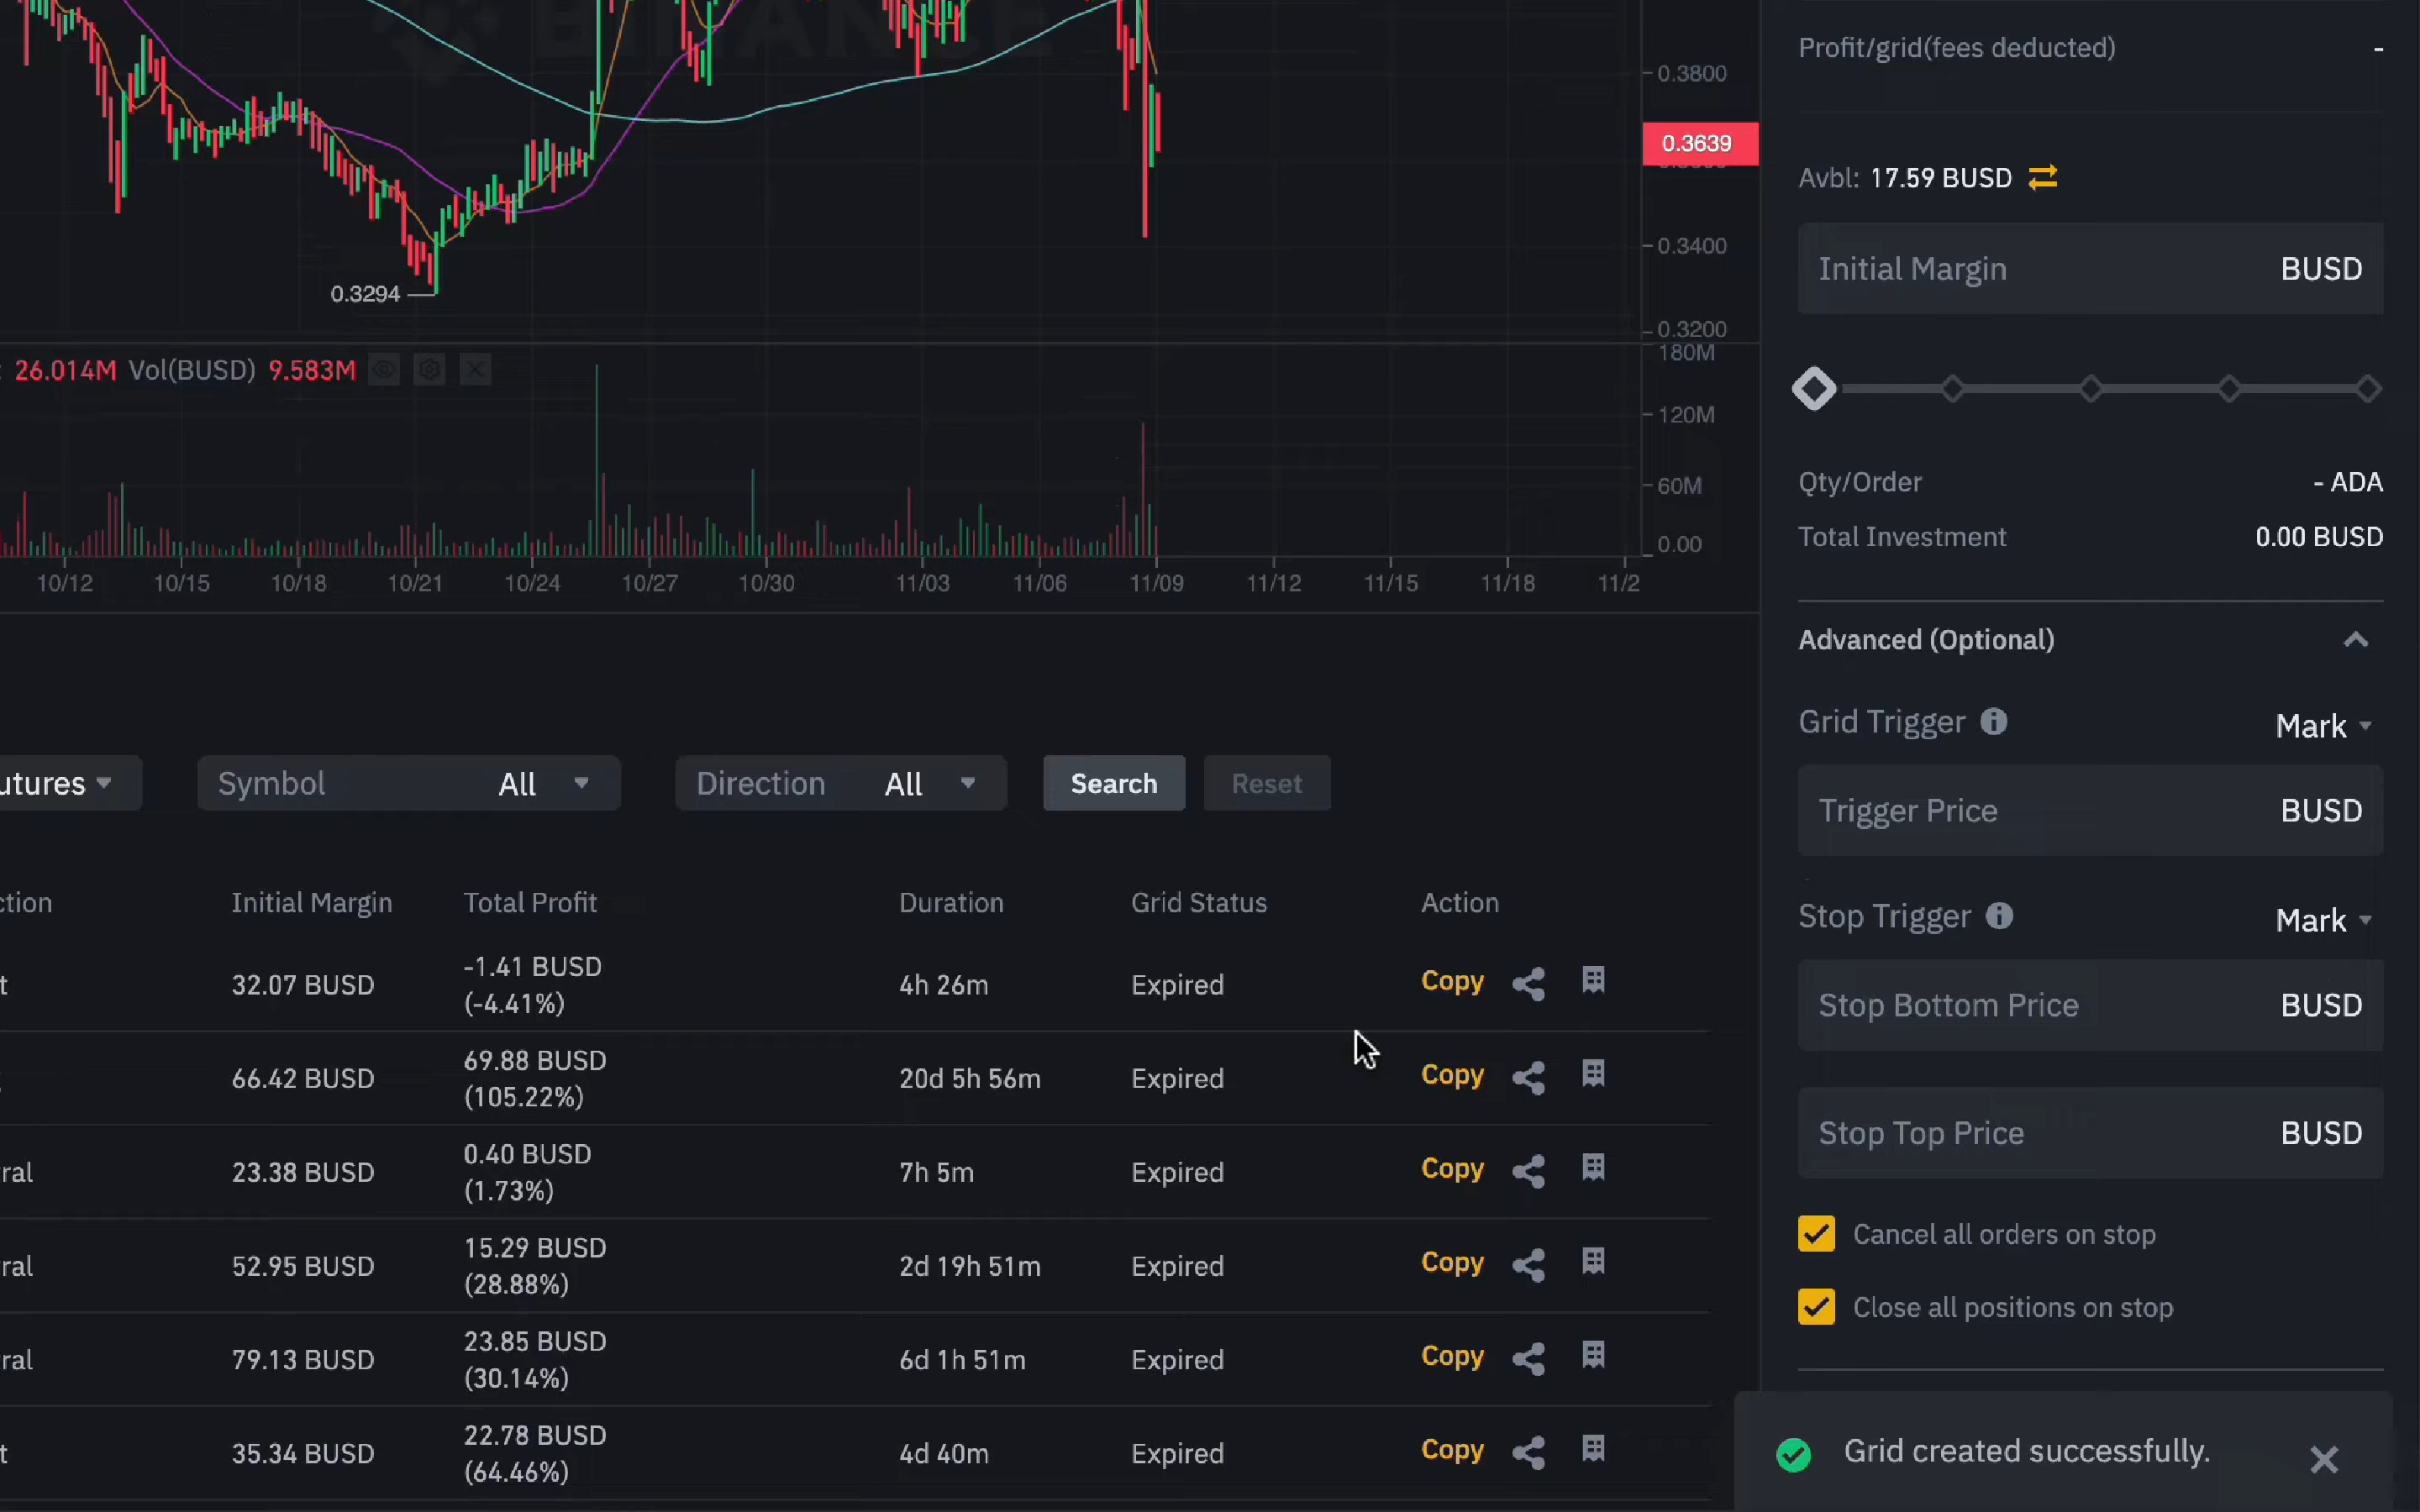 BINANCE
0.3800
0.3639
0.3400
0.3294
0.3200
: 26.014M Vol(BUSD) 9.583M
180M
120M
60M
0.00
10/12 10/15 10/18 10/21 10/24 10/27 10/30 11/03 11/06 11/09 11/12 11/15 11/18 11/2
utures Symbol All Direction All Search Reset
ction Initial Margin Total Profit Duration Grid Status Action
t 32.07 BUSD -1.41 BUSD (-4.41%) 4h 26m Expired Copy
66.42 BUSD 69.88 BUSD (105.22%) 20d 5h 56m Expired Copy
ral 23.38 BUSD 0.40 BUSD (1.73%) 7h 5m Expired Copy
ral 52.95 BUSD 15.29 BUSD (28.88%) 2d 19h 51m Expired Copy
ral 79.13 BUSD 23.85 BUSD (30.14%) 6d 1h 51m Expired Copy
t 35.34 BUSD 22.78 BUSD (64.46%) 4d 40m Expired Copy
Profit/grid(fees deducted) -
Avbl: 17.59 BUSD
Initial Margin BUSD
Qty/Order - ADA
Total Investment 0.00 BUSD
Advanced (Optional)
Grid Trigger Mark
Trigger Price BUSD
Stop Trigger Mark
Stop Bottom Price BUSD
Stop Top Price BUSD
Cancel all orders on stop
Close all positions on stop
Grid created successfully.